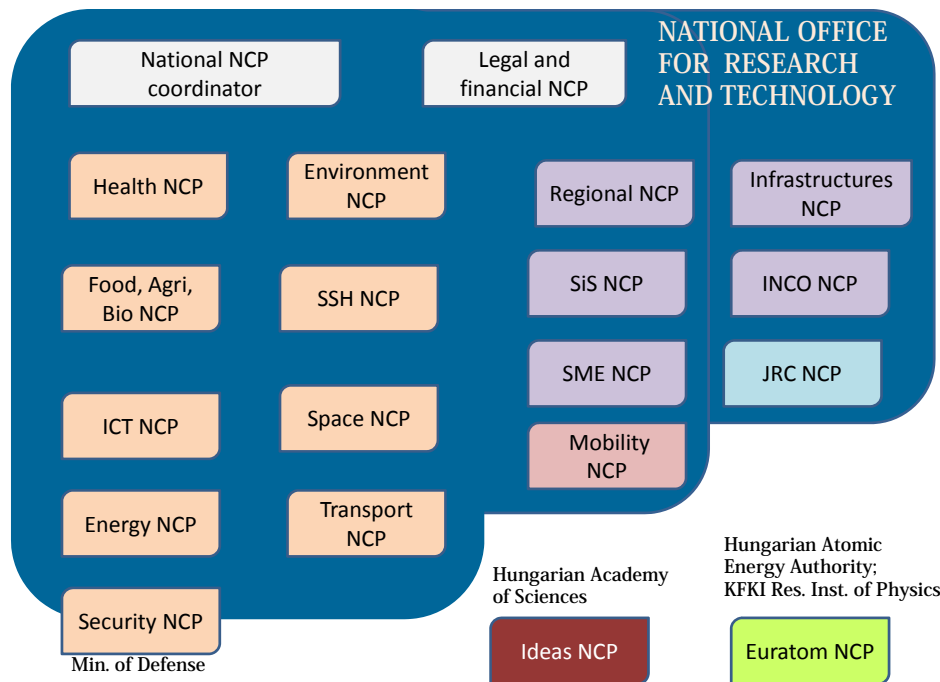 NATIONAL OFFICE
FOR RESEARCH
AND TECHNOLOGY
National NCP
coordinator
Legal and
financial NCP
Health NCP
Environment
NCP
Regional NCP
Infrastructures
NCP
Food, Agri,
Bio NCP
SSH NCP
SiS NCP
INCO NCP
SME NCP
JRC NCP
ICT NCP
Space NCP
Mobility
NCP
Energy NCP
Transport
NCP
Security NCP
Min. of Defense
Hungarian Academy
of Sciences
Ideas NCP
Hungarian Atomic
Energy Authority;
KFKI Res. Inst. of Physics
Euratom NCP